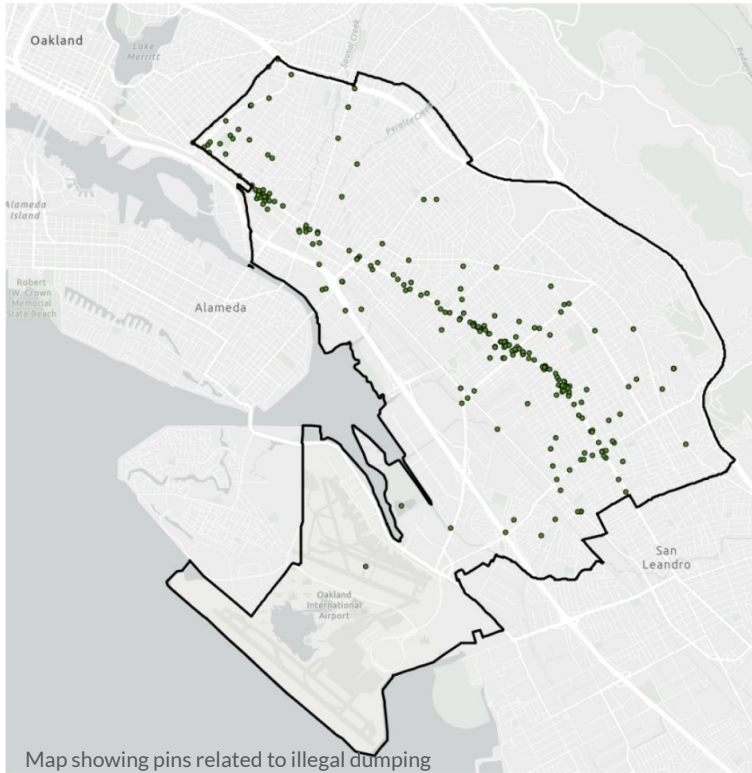 Oakland
Lake
Merritt
Sausal Creek
Peralta Creek
Alameda
Island
Robert
W. Crown
Memorial
State Beach
Alameda
San
Leandro
Oakland
International
Airport
Map showing pins related to illegal dumping